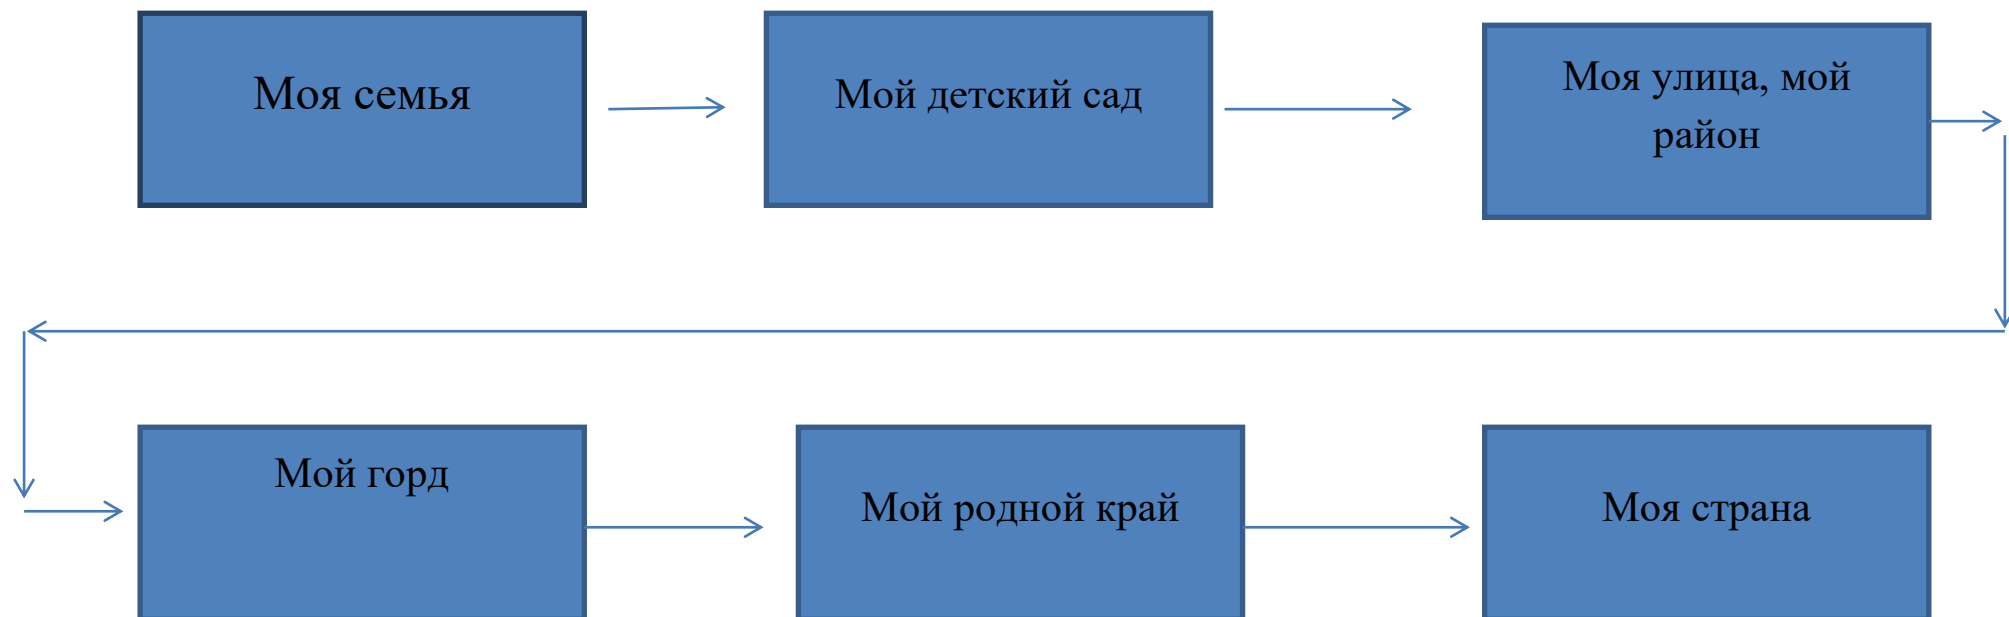 Моя семья
Мой детский сад
Моя улица, мой
район
Мой горд
Мой родной край
Моя страна